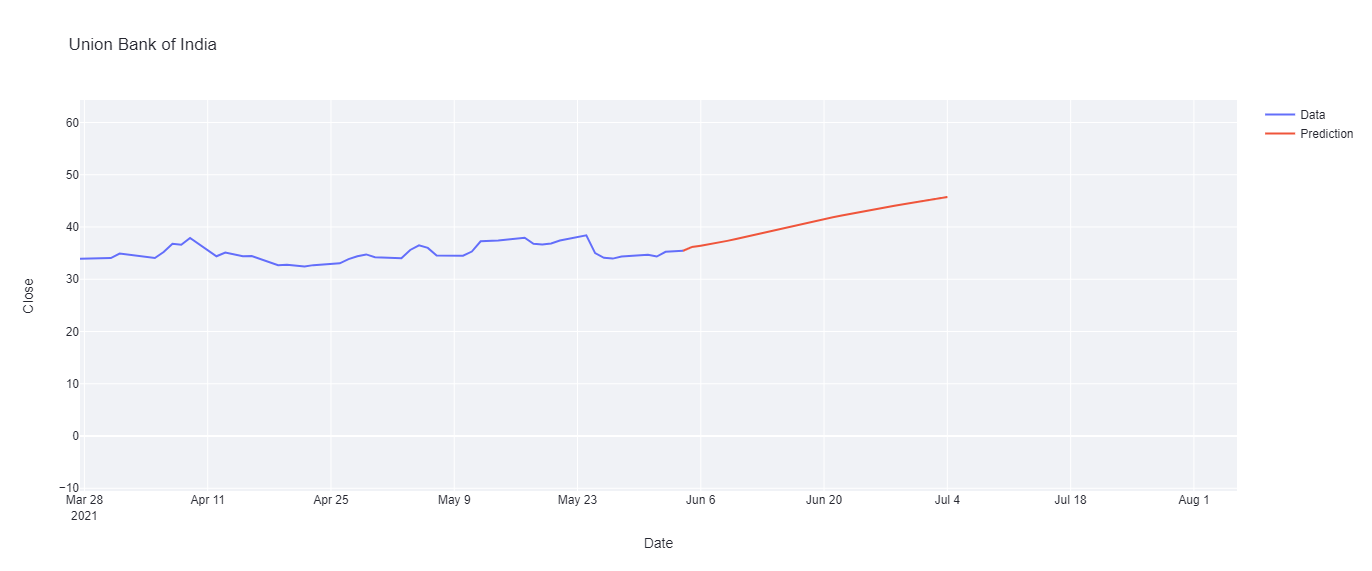 Union Bank of India
Data
Prediction
60
50
40
30
20
10
0
−10
Close
Mar 28 Apr 11 Apr 25 May 9 May 23 Jun 6 Jun 20 Jul 4 Jul 18 Aug 1
2021
Date